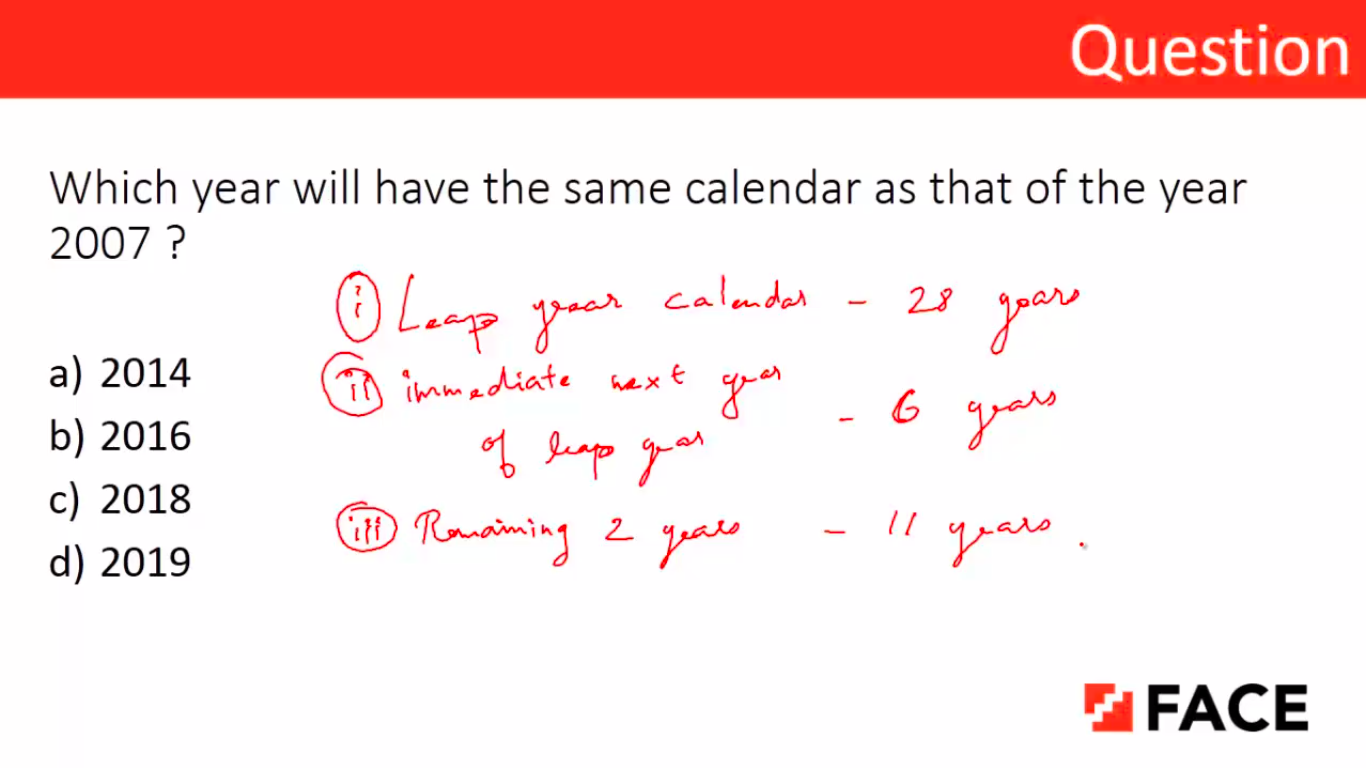 Question
Which year will have the same calendar as that of the year
2007 ?
i Leap year calendar - 28 years
a) 2014
ii immediate next year
of leap year - 6 years
b) 2016
c) 2018
iii Remaining 2 years - 11 years.
d) 2019
FACE